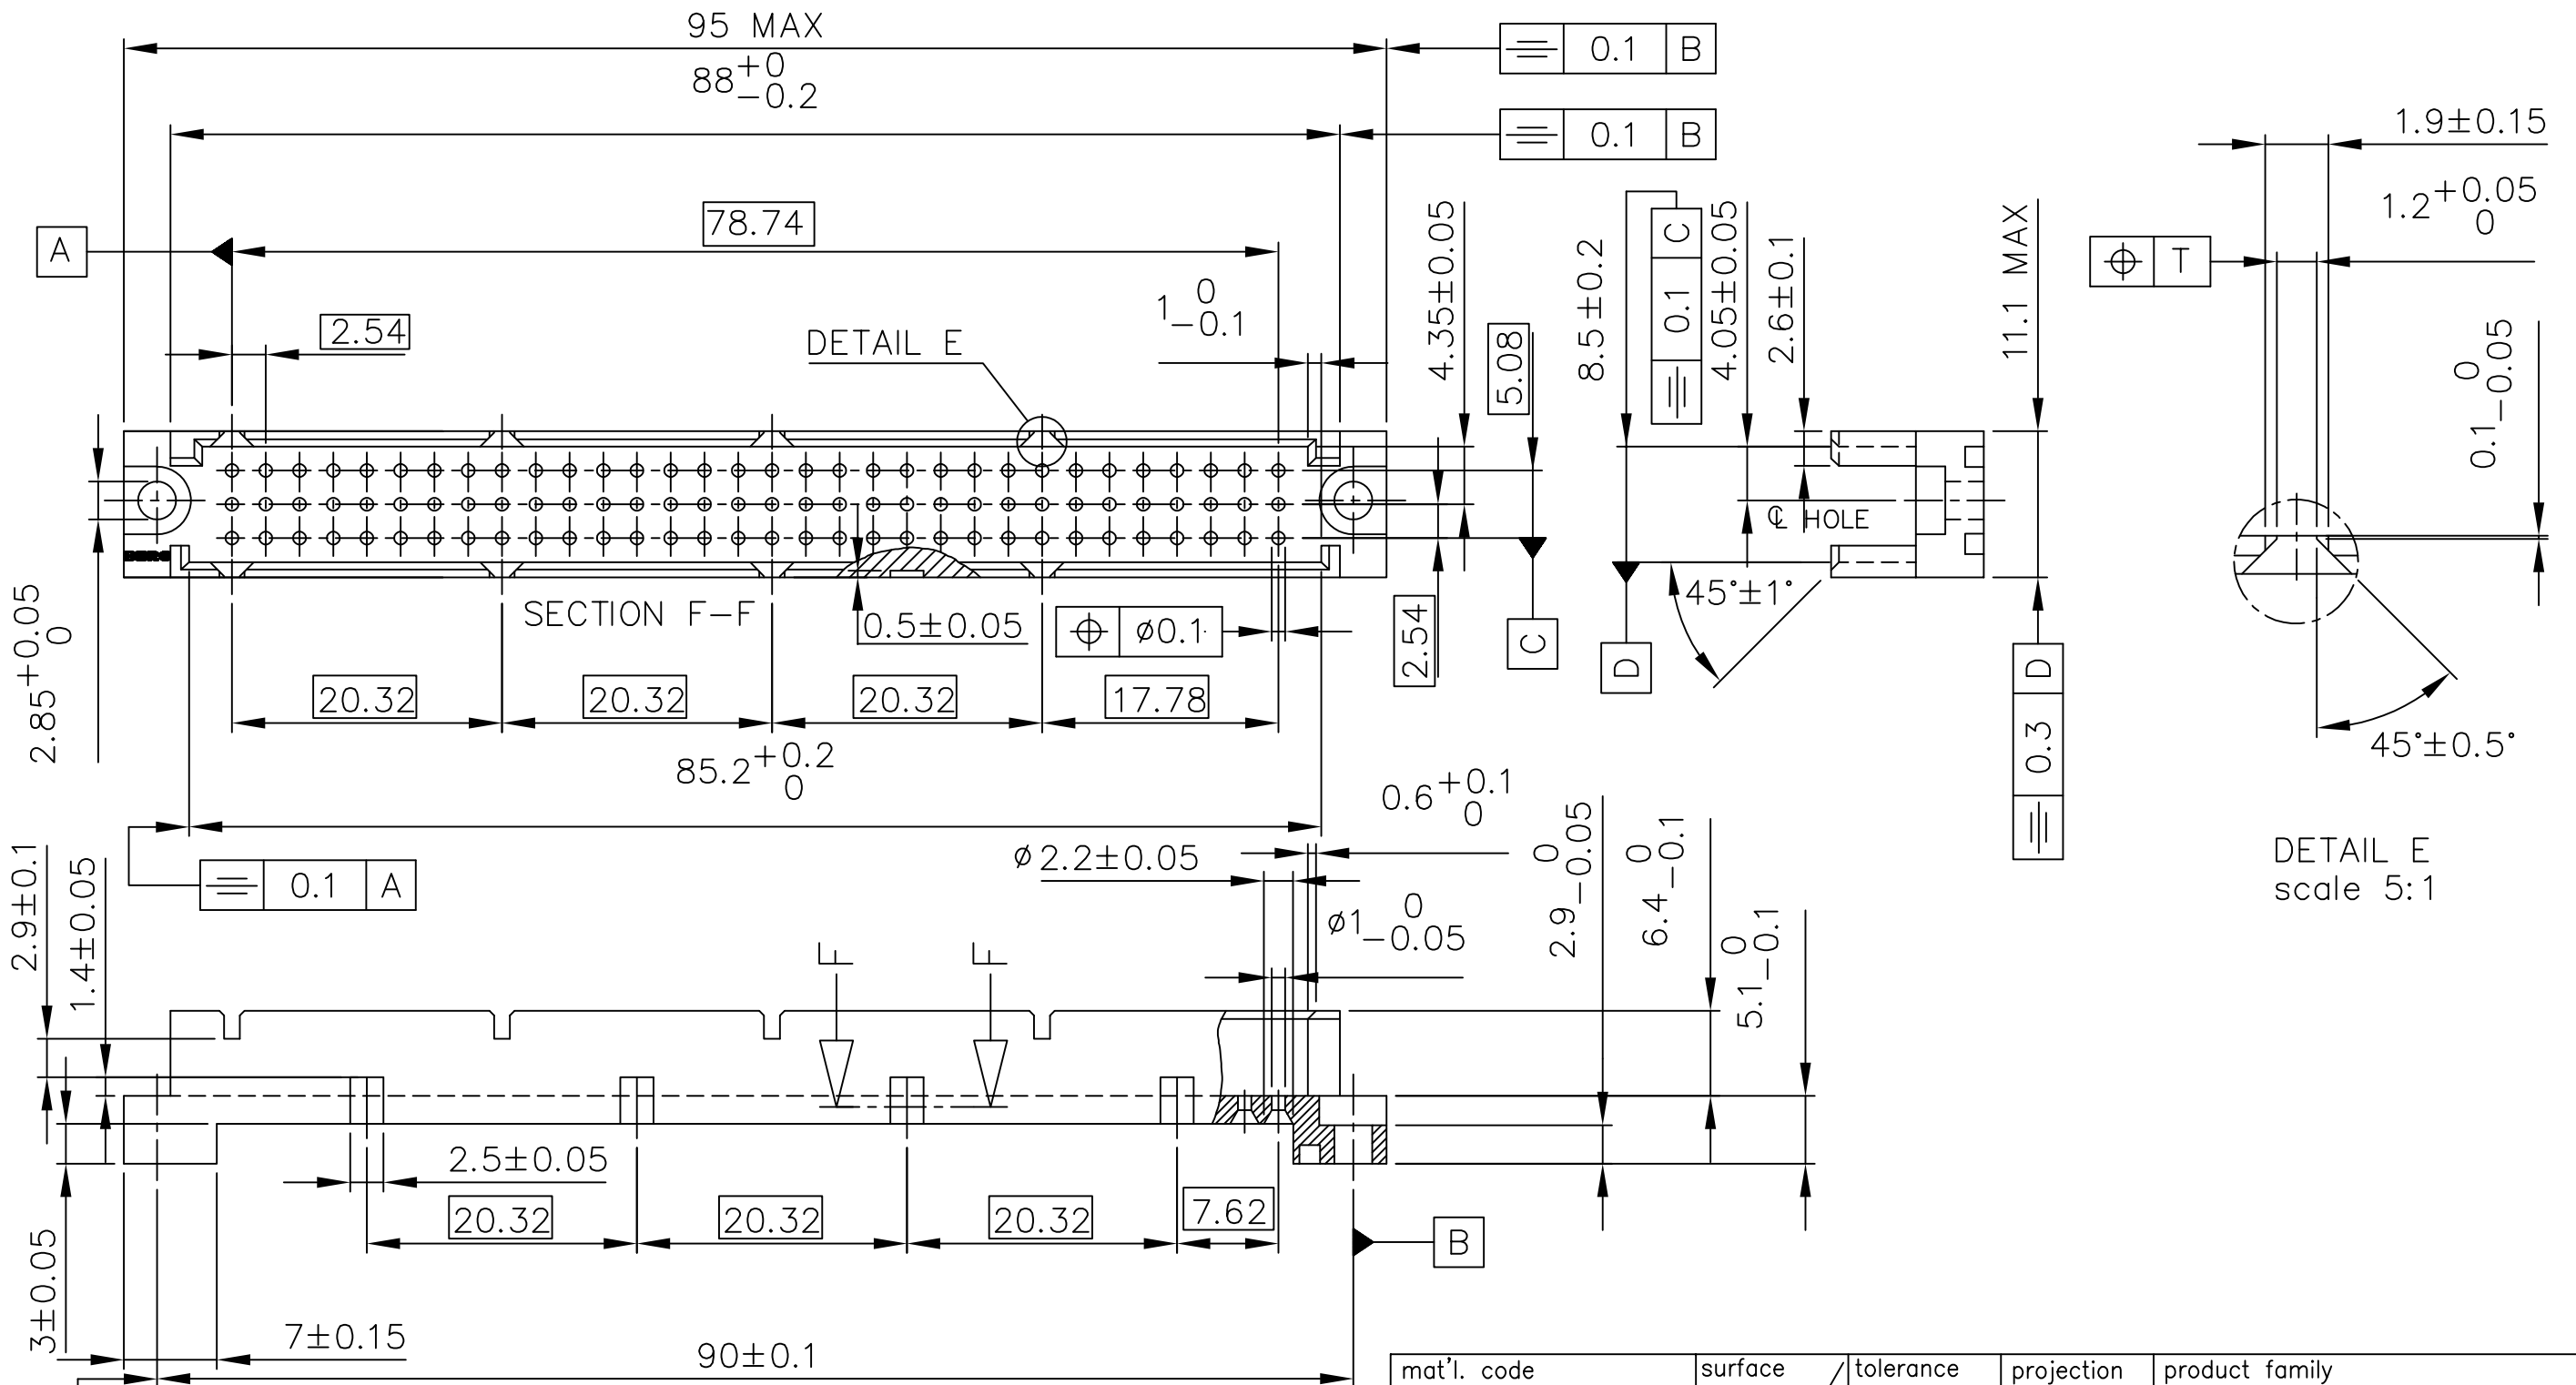 95 MAX
⌯ 0.1 B
88 +0 -0.2
⌯ 0.1 B
1.9±0.15
1.2 +0.05 0
⌖ T
0.1 0 -0.05
A
78.74
2.54
DETAIL E
1 0 -0.1
4.35±0.05
5.08
8.5±0.2
⌯ 0.1 C
4.05±0.05
2.6±0.1
11.1 MAX
℄ HOLE
BERG
2.85 +0.05 0
SECTION F-F
0.5±0.05
⌖ ø0.1
2.54
C
D
45°±1°
⌯ 0.3 D
45°±0.5°
20.32
20.32
20.32
17.78
85.2 +0.2 0
⌯ 0.1 A
0.6 +0.1 0
DETAIL E
scale 5:1
2.9±0.1
1.4±0.05
ø2.2±0.05
ø1 0 -0.05
2.9 0 -0.05
6.4 0 -0.1
5.1 0 -0.1
F
F
2.5±0.05
20.32
20.32
20.32
7.62
B
3±0.05
7±0.15
90±0.1
mat'l. code
surface
tolerance
projection
product family